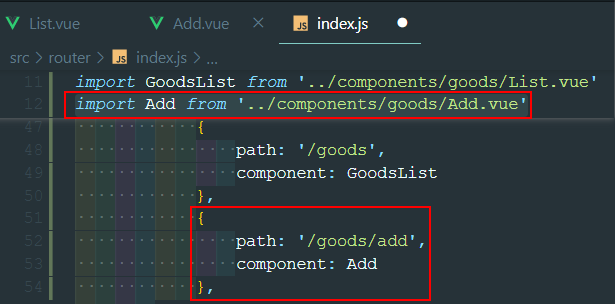 List.vue Add.vue JS index.js
src > router > JS index.js > ...
11 import GoodsList from '../components/goods/List.vue'
12 import Add from '../components/goods/Add.vue'
47 {
48 path: '/goods',
49 component: GoodsList
50 },
51 {
52 path: '/goods/add',
53 component: Add
54 },